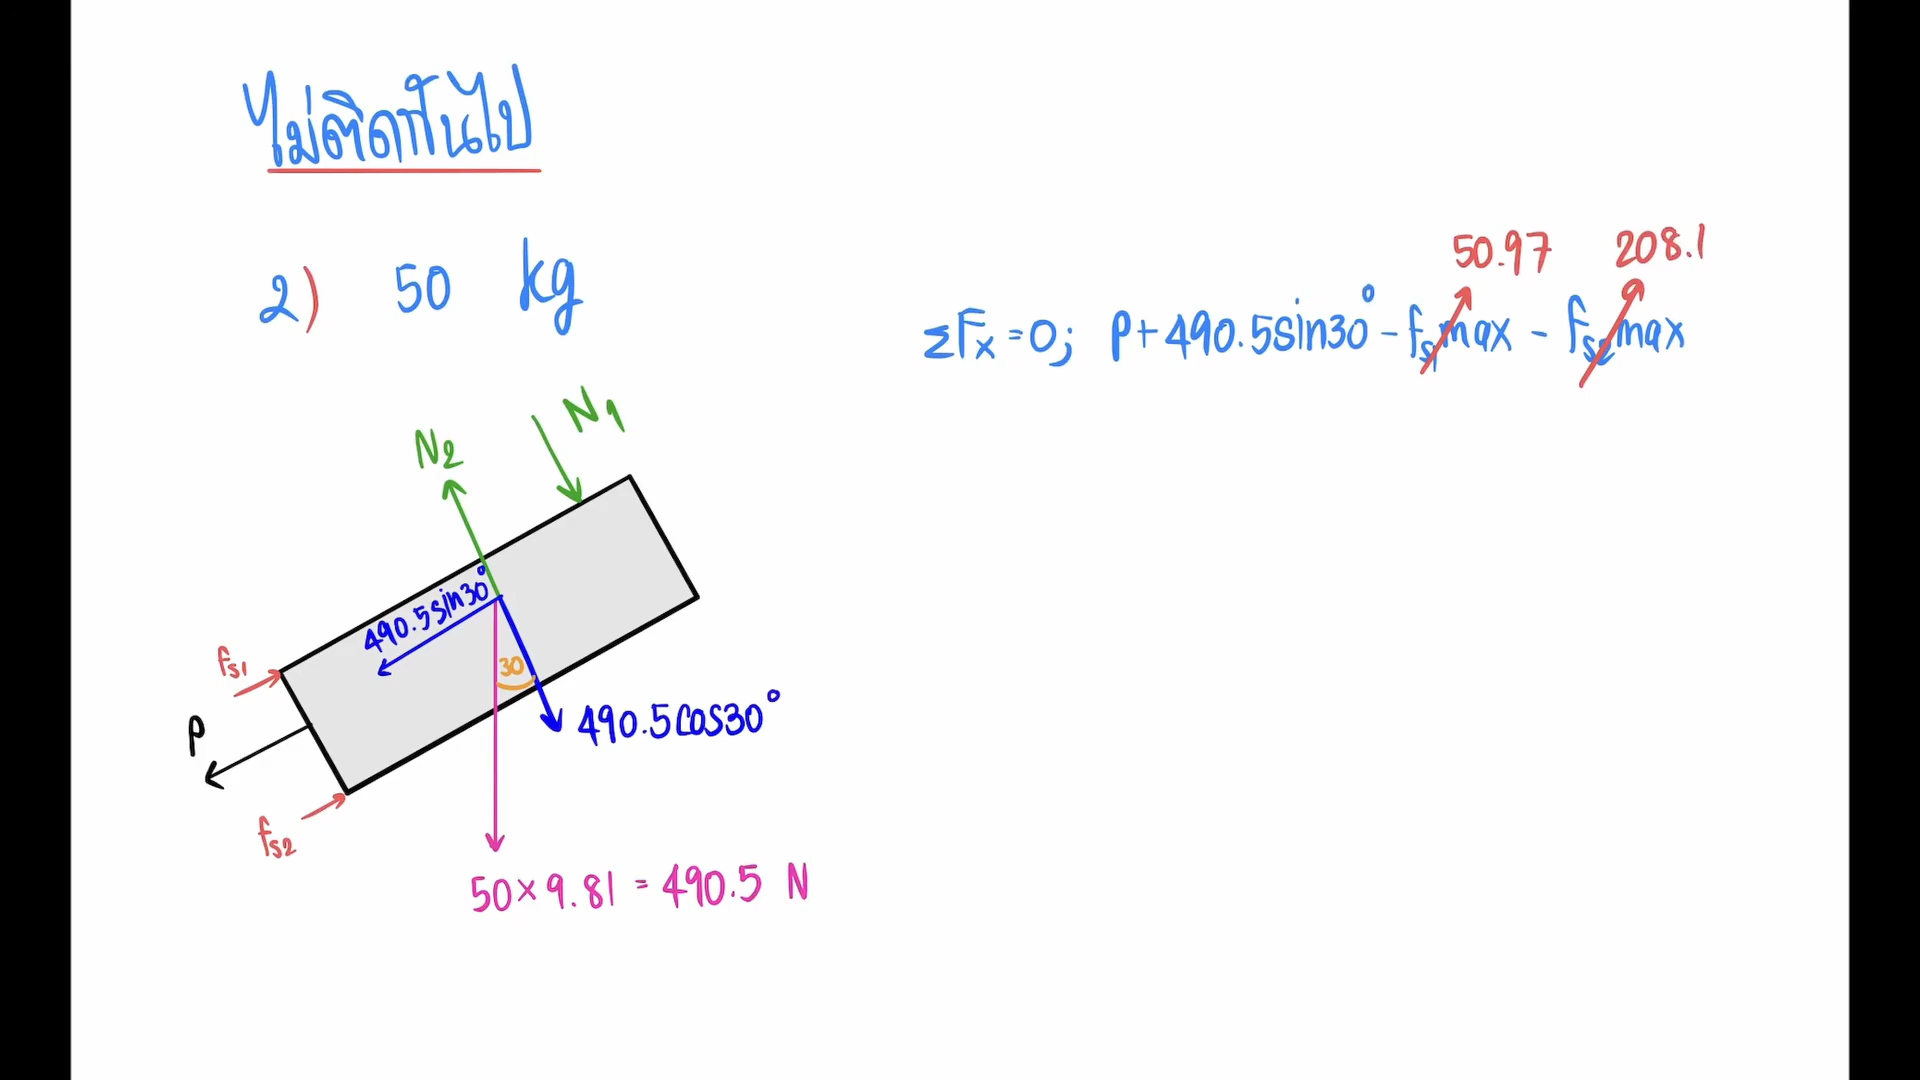 ไม่ติดกันไป
2) 50 kg
50.97 208.1
ΣFx = 0; P + 490.5sin30° - fs1max - fs2max
N1
N2
490.5sin30°
fs1
30
P
490.5cos30°
fs2
50 × 9.81 = 490.5 N